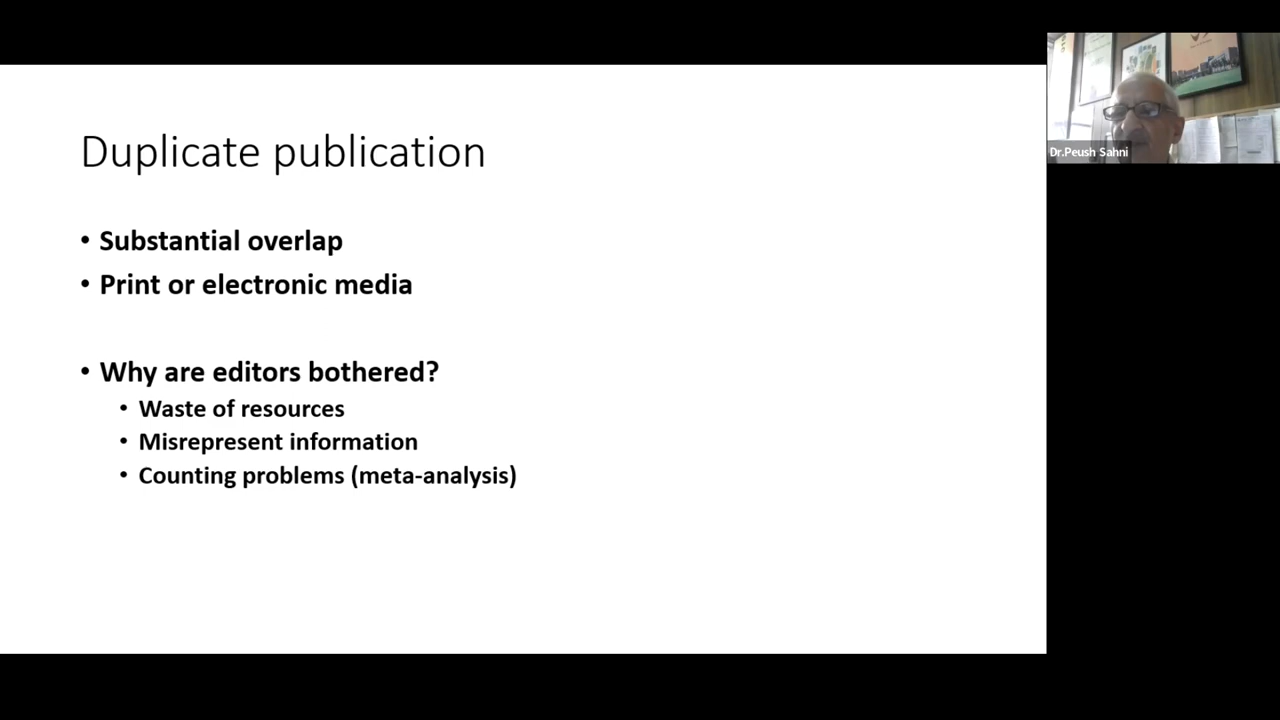 Duplicate publication
• Substantial overlap
• Print or electronic media
• Why are editors bothered?
• Waste of resources
• Misrepresent information
• Counting problems (meta-analysis)
Dr.Peush Sahni